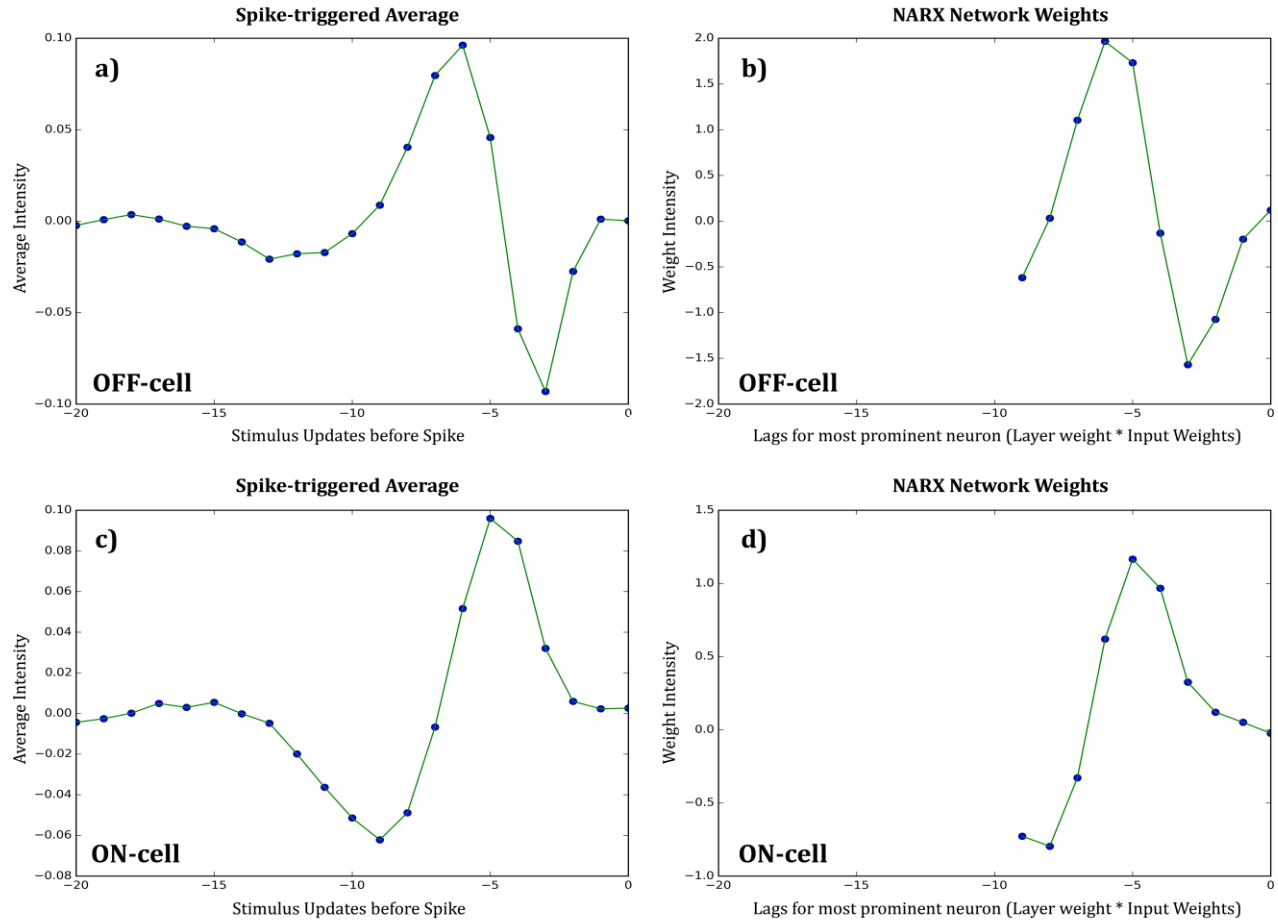 Spike-triggered Average
a)
0.10
0.05
0.00
−0.05
−0.10
Average Intensity
OFF-cell
−20 −15 −10 −5 0
Stimulus Updates before Spike
NARX Network Weights
b)
2.0
1.5
1.0
0.5
0.0
−0.5
−1.0
−1.5
−2.0
Weight Intensity
OFF-cell
−20 −15 −10 −5 0
Lags for most prominent neuron (Layer weight * Input Weights)
Spike-triggered Average
c)
0.10
0.08
0.06
0.04
0.02
0.00
−0.02
−0.04
−0.06
−0.08
Average Intensity
ON-cell
−20 −15 −10 −5 0
Stimulus Updates before Spike
NARX Network Weights
d)
1.5
1.0
0.5
0.0
−0.5
−1.0
Weight Intensity
ON-cell
−20 −15 −10 −5 0
Lags for most prominent neuron (Layer weight * Input Weights)